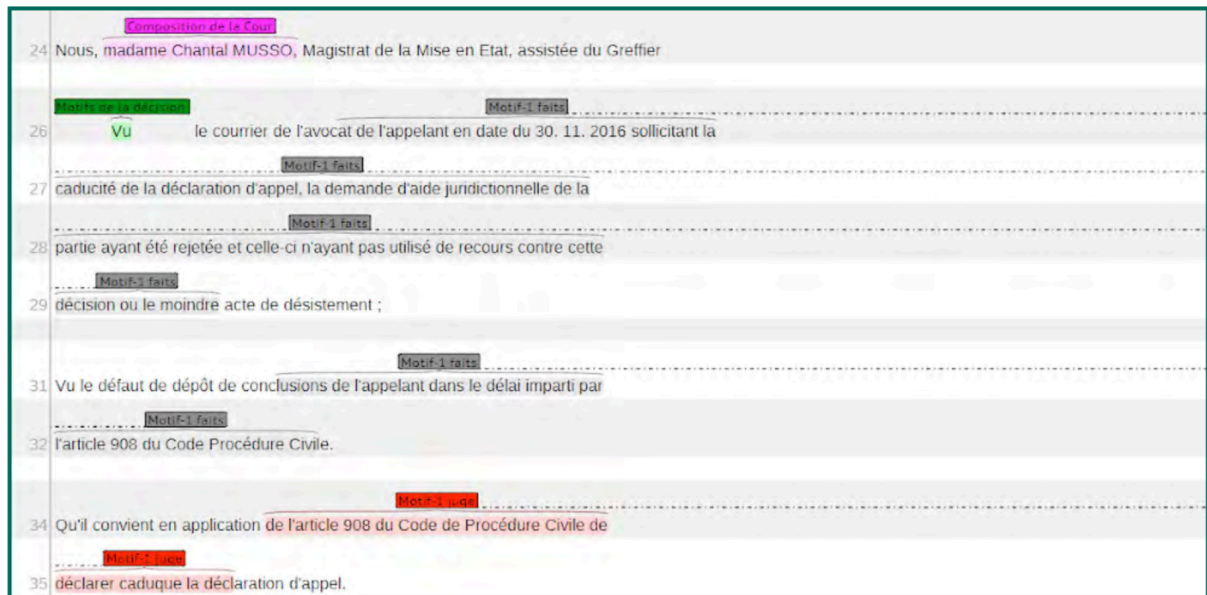 Composition de la Cour
24 Nous, madame Chantal MUSSO, Magistrat de la Mise en Etat, assistée du Greffier
Motifs de la décision Motif-1 faits
26 Vu le courrier de l'avocat de l'appelant en date du 30. 11. 2016 sollicitant la
Motif-1 faits
27 caducité de la déclaration d'appel, la demande d'aide juridictionnelle de la
Motif-1 faits
28 partie ayant été rejetée et celle-ci n'ayant pas utilisé de recours contre cette
Motif-1 faits
29 décision ou le moindre acte de désistement ;
Motif-1 faits
31 Vu le défaut de dépôt de conclusions de l'appelant dans le délai imparti par
Motif-1 faits
32 l'article 908 du Code Procédure Civile.
Motif-1 juge
34 Qu'il convient en application de l'article 908 du Code de Procédure Civile de
Motif-1 juge
35 déclarer caduque la déclaration d'appel.